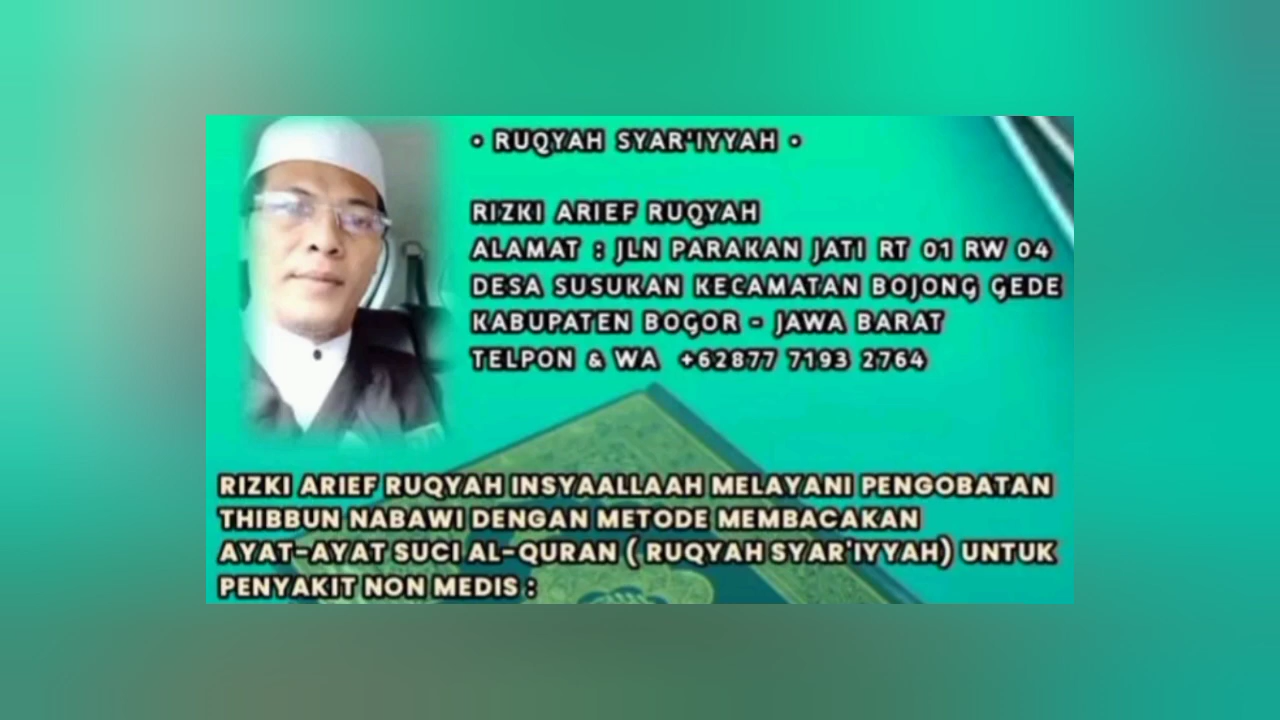 • RUQYAH SYAR'IYYAH •
RIZKI ARIEF RUQYAH
ALAMAT : JLN PARAKAN JATI RT 01 RW 04
DESA SUSUKAN KECAMATAN BOJONG GEDE
KABUPATEN BOGOR - JAWA BARAT
TELPON & WA +62877 7193 2764
RIZKI ARIEF RUQYAH INSYAALLAAH MELAYANI PENGOBATAN
THIBBUN NABAWI DENGAN METODE MEMBACAKAN
AYAT-AYAT SUCI AL-QURAN ( RUQYAH SYAR'IYYAH) UNTUK
PENYAKIT NON MEDIS :